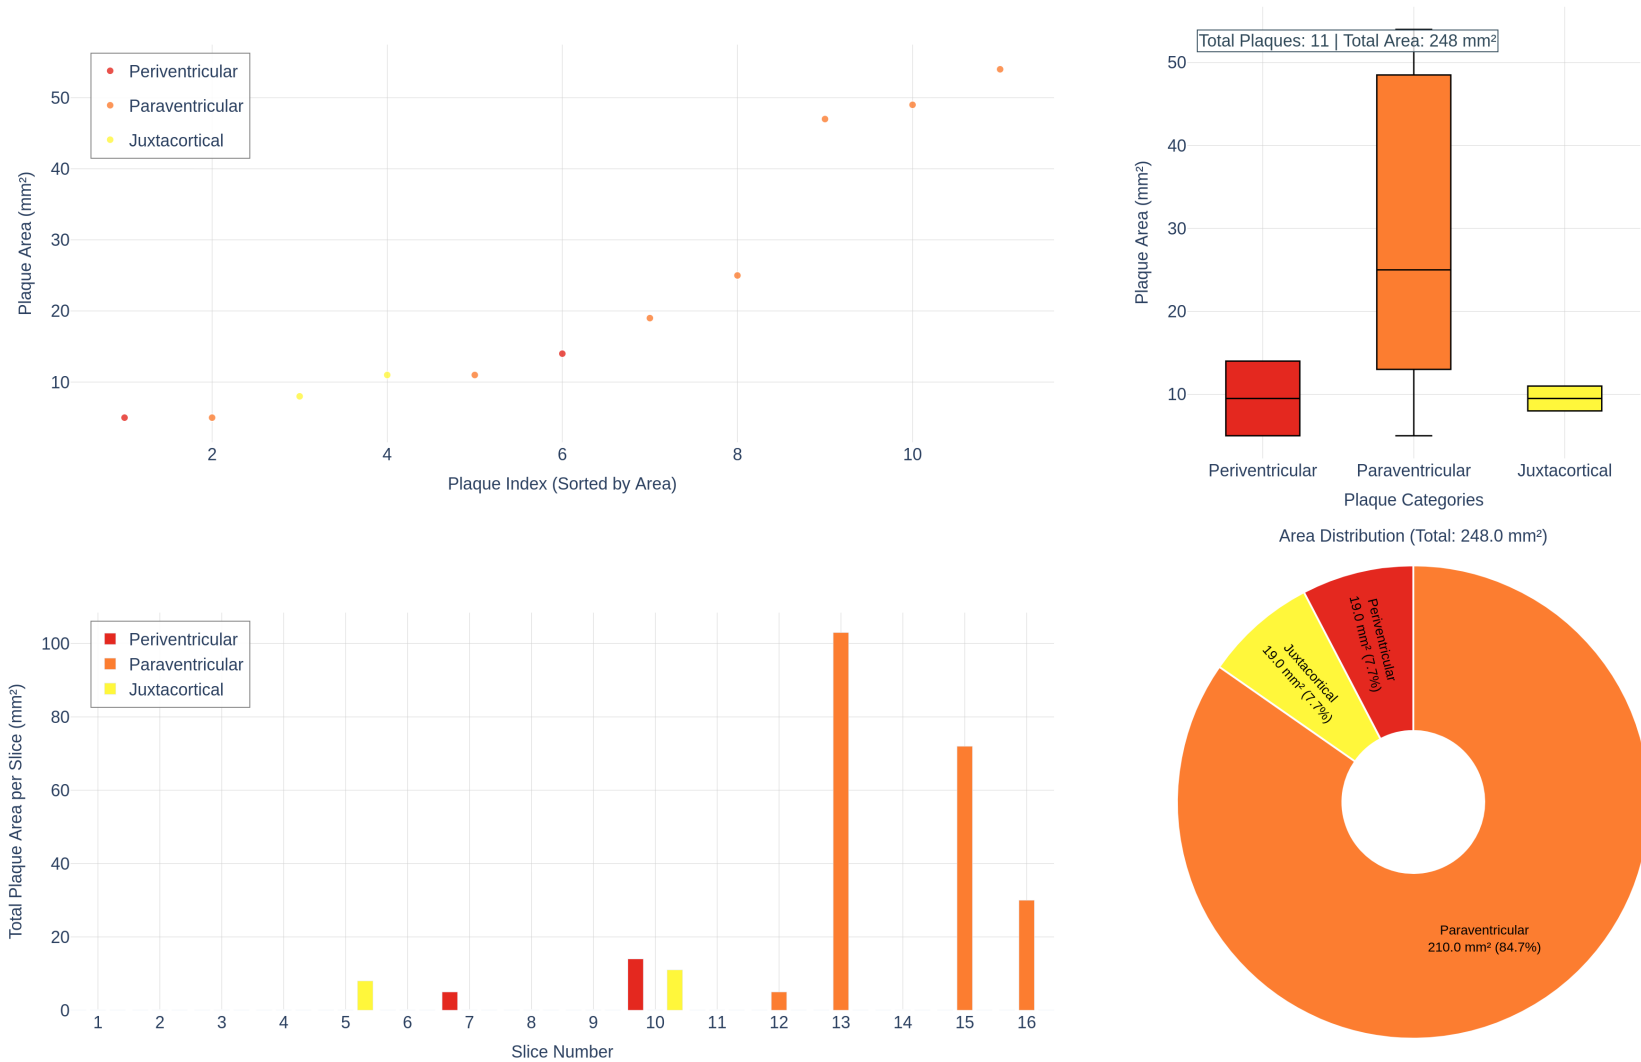 Periventricular
Paraventricular
Juxtacortical
50
40
30
20
10
Plaque Area (mm²)
2
4
6
8
10
Plaque Index (Sorted by Area)
Total Plaques: 11 | Total Area: 248 mm²
50
40
30
20
10
Plaque Area (mm²)
Periventricular
Paraventricular
Juxtacortical
Plaque Categories
Periventricular
Paraventricular
Juxtacortical
100
80
60
40
20
0
Total Plaque Area per Slice (mm²)
1
2
3
4
5
6
7
8
9
10
11
12
13
14
15
16
Slice Number
Area Distribution (Total: 248.0 mm²)
Periventricular
19.0 mm² (7.7%)
Juxtacortical
19.0 mm² (7.7%)
Paraventricular
210.0 mm² (84.7%)